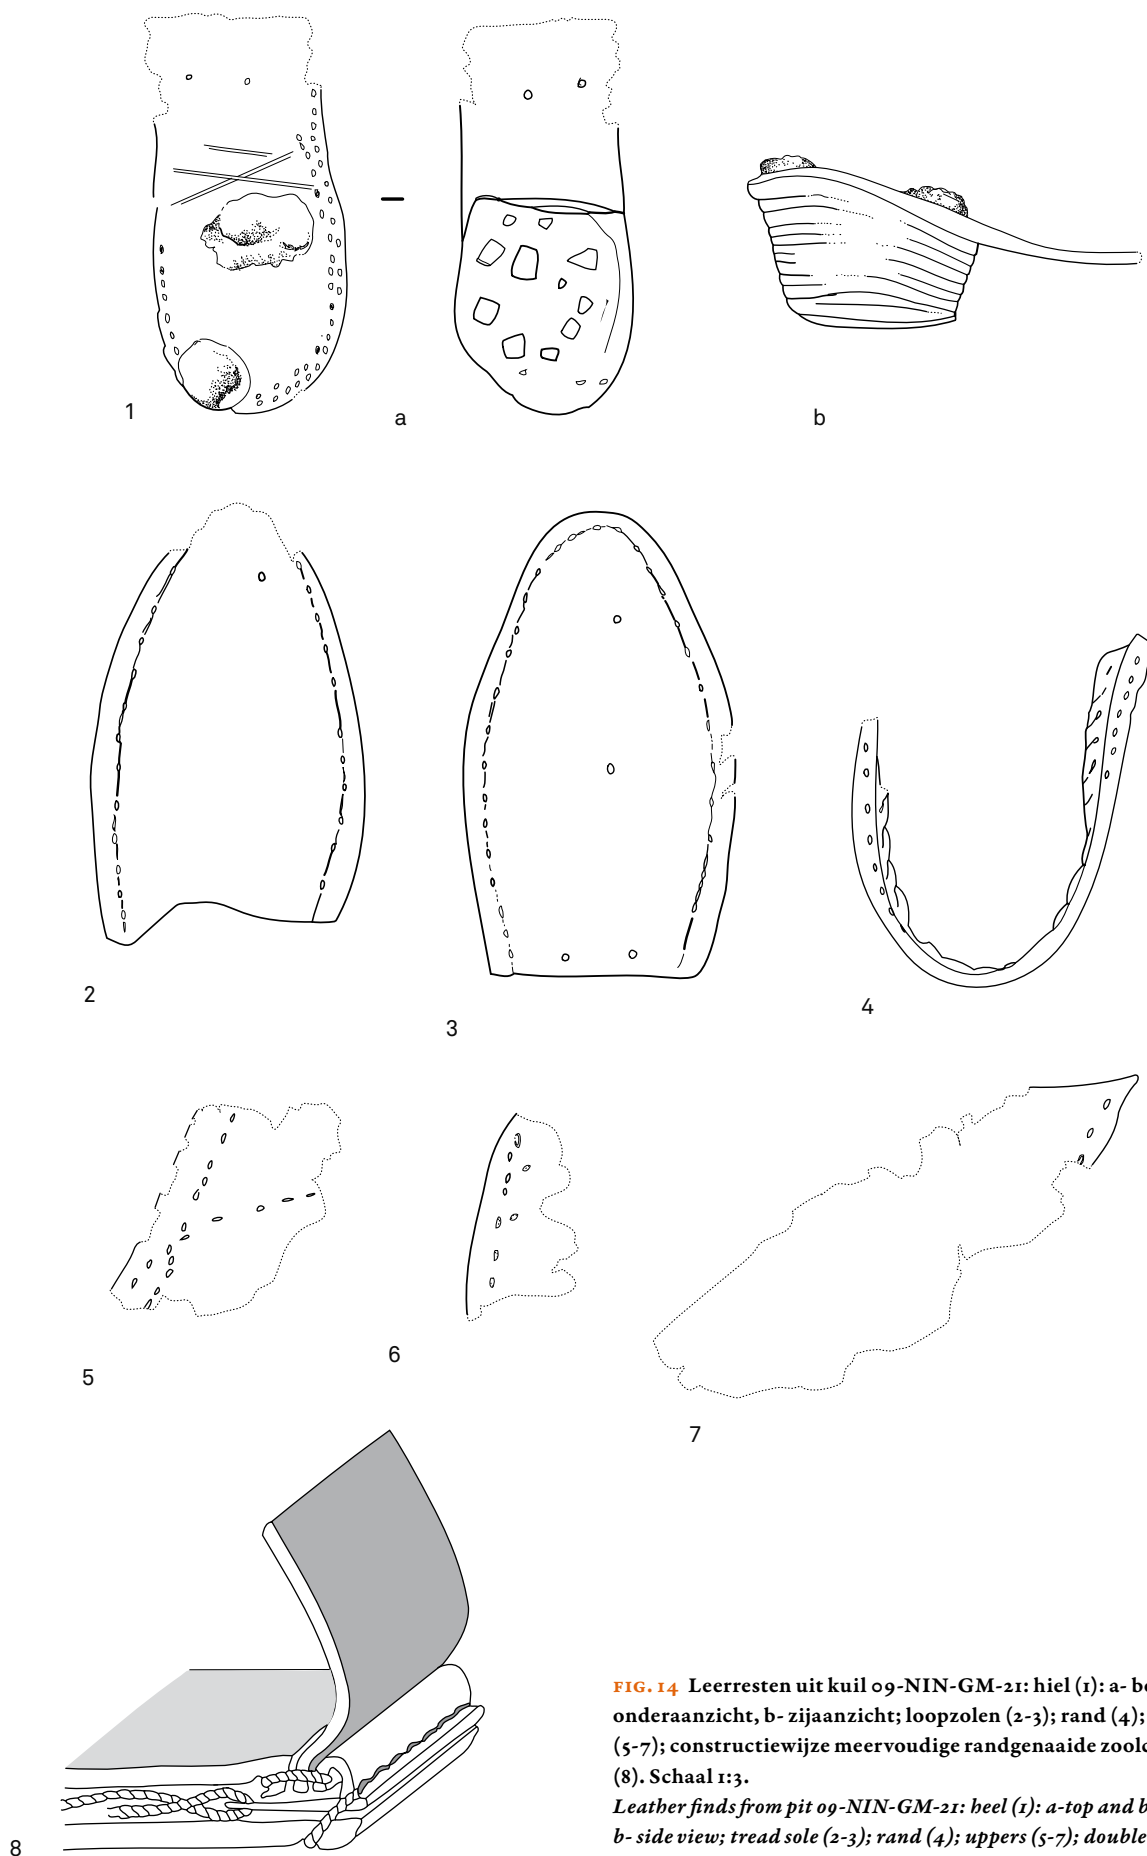 1
a
b
2
3
4
5
6
7
8
FIG. 14 Leerresten uit kuil 09-NIN-GM-21: hiel (1): a-
onderaanzicht, b- zijaanzicht; loopzolen (2-3); rand (4);
(5-7); constructiewijze meervoudige randgenaaide
(8). Schaal 1:3.
Leather finds from pit 09-NIN-GM-21: heel (1): a-top and
b- side view; tread sole (2-3); rand (4); uppers (5-7); double